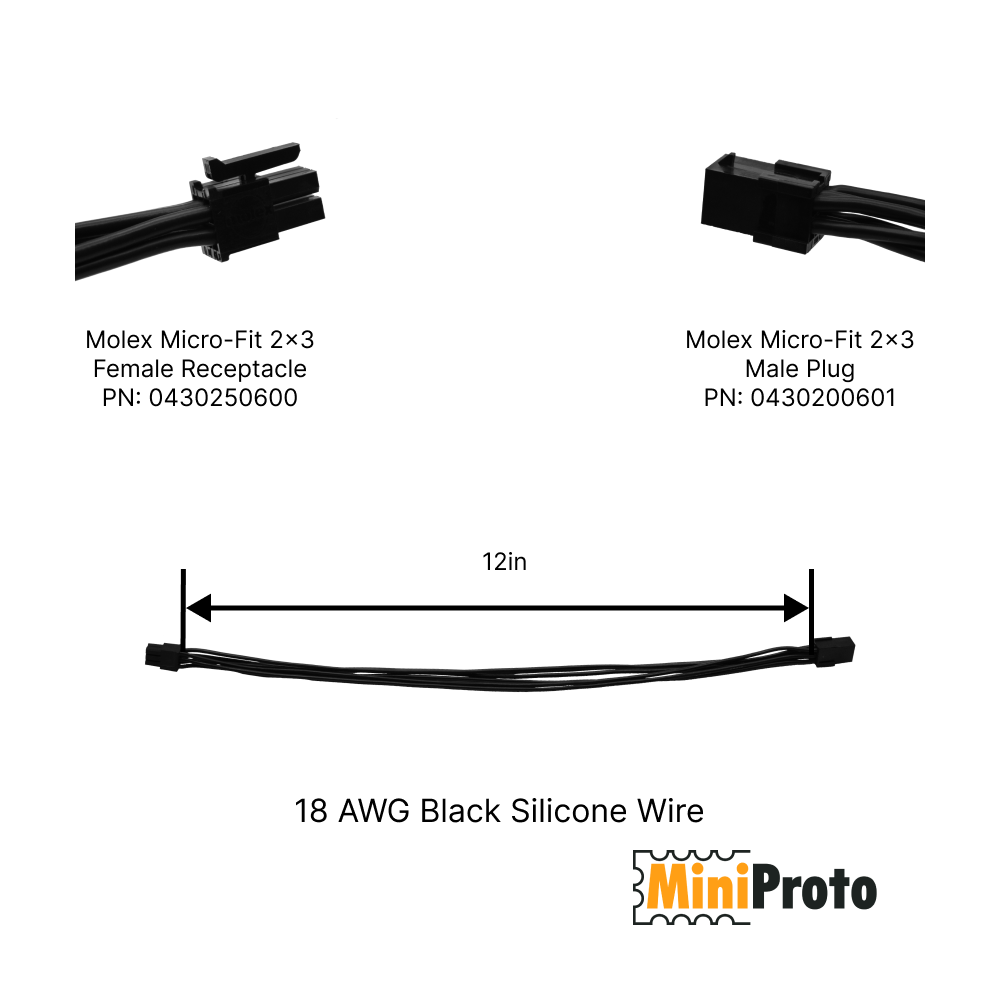 Molex Micro-Fit 2×3
Female Receptacle
PN: 0430250600
Molex Micro-Fit 2×3
Male Plug
PN: 0430200601
12in
18 AWG Black Silicone Wire
MiniProto